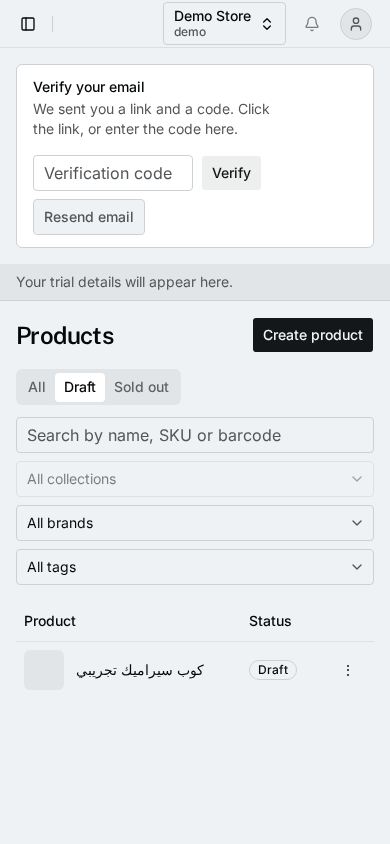 Demo Store
demo
Verify your email
We sent you a link and a code. Click
the link, or enter the code here.
Verification code
Verify
Resend email
Your trial details will appear here.
Products
Create product
All
Draft
Sold out
Search by name, SKU or barcode
All collections
All brands
All tags
Product
Status
كوب سيراميك تجريبي
Draft